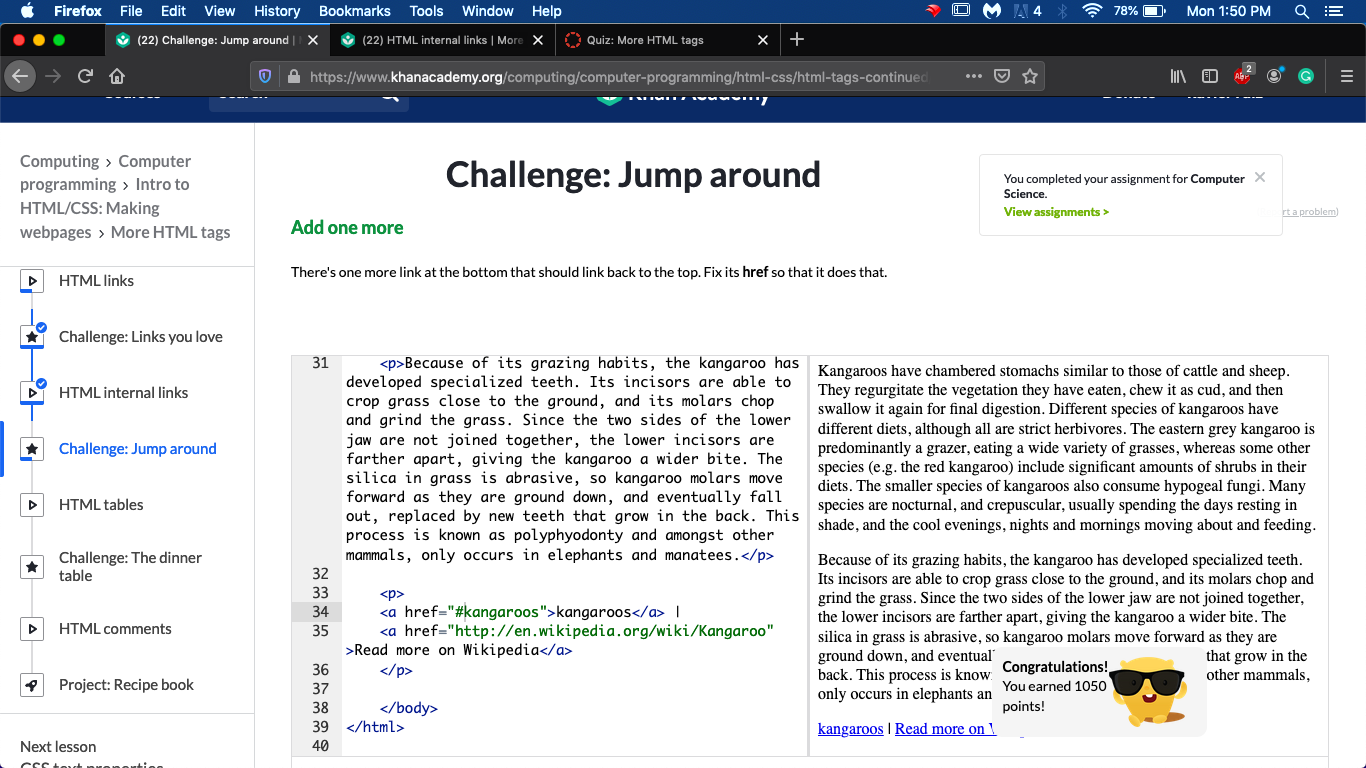 Firefox File Edit View History Bookmarks Tools Window Help
4 78% Mon 1:50 PM
(22) Challenge: Jump around |
(22) HTML internal links | More
Quiz: More HTML tags
https://www.khanacademy.org/computing/computer-programming/html-css/html-tags-continued
2
Khan Academy
Computing › Computer
programming › Intro to
HTML/CSS: Making
webpages › More HTML tags
HTML links
Challenge: Links you love
HTML internal links
Challenge: Jump around
HTML tables
Challenge: The dinner
table
HTML comments
Project: Recipe book
Next lesson
CSS text properties
Challenge: Jump around
Add one more
There's one more link at the bottom that should link back to the top. Fix its href so that it does that.
You completed your assignment for Computer
Science.
View assignments >
rt a problem)
31 <p>Because of its grazing habits, the kangaroo has
developed specialized teeth. Its incisors are able to
crop grass close to the ground, and its molars chop
and grind the grass. Since the two sides of the lower
jaw are not joined together, the lower incisors are
farther apart, giving the kangaroo a wider bite. The
silica in grass is abrasive, so kangaroo molars move
forward as they are ground down, and eventually fall
out, replaced by new teeth that grow in the back. This
process is known as polyphyodonty and amongst other
mammals, only occurs in elephants and manatees.</p>
32
33 <p>
34 <a href="#kangaroos">kangaroos</a> |
35 <a href="http://en.wikipedia.org/wiki/Kangaroo"
>Read more on Wikipedia</a>
36 </p>
37
38 </body>
39 </html>
40
Kangaroos have chambered stomachs similar to those of cattle and sheep.
They regurgitate the vegetation they have eaten, chew it as cud, and then
swallow it again for final digestion. Different species of kangaroos have
different diets, although all are strict herbivores. The eastern grey kangaroo is
predominantly a grazer, eating a wide variety of grasses, whereas some other
species (e.g. the red kangaroo) include significant amounts of shrubs in their
diets. The smaller species of kangaroos also consume hypogeal fungi. Many
species are nocturnal, and crepuscular, usually spending the days resting in
shade, and the cool evenings, nights and mornings moving about and feeding.
Because of its grazing habits, the kangaroo has developed specialized teeth.
Its incisors are able to crop grass close to the ground, and its molars chop and
grind the grass. Since the two sides of the lower jaw are not joined together,
the lower incisors are farther apart, giving the kangaroo a wider bite. The
silica in grass is abrasive, so kangaroo molars move forward as they are
ground down, and eventual that grow in the
back. This process is know other mammals,
only occurs in elephants an
kangaroos | Read more on
Congratulations!
You earned 1050
points!